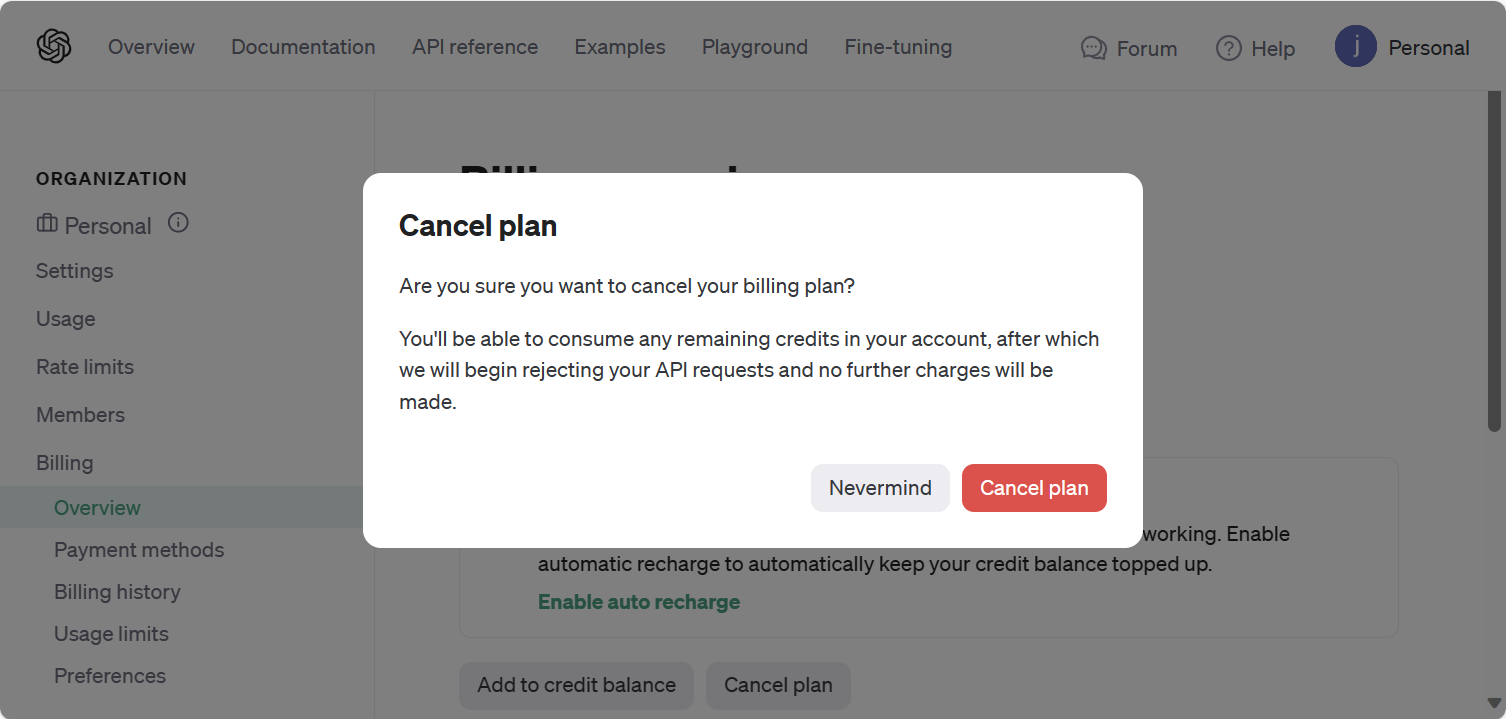 Overview Documentation API reference Examples Playground Fine-tuning Forum Help j Personal
ORGANIZATION
Personal
Settings
Usage
Rate limits
Members
Billing
Overview
Payment methods
Billing history
Usage limits
Preferences
Cancel plan
Are you sure you want to cancel your billing plan?
You'll be able to consume any remaining credits in your account, after which
we will begin rejecting your API requests and no further charges will be
made.
Nevermind Cancel plan
working. Enable
automatic recharge to automatically keep your credit balance topped up.
Enable auto recharge
Add to credit balance Cancel plan